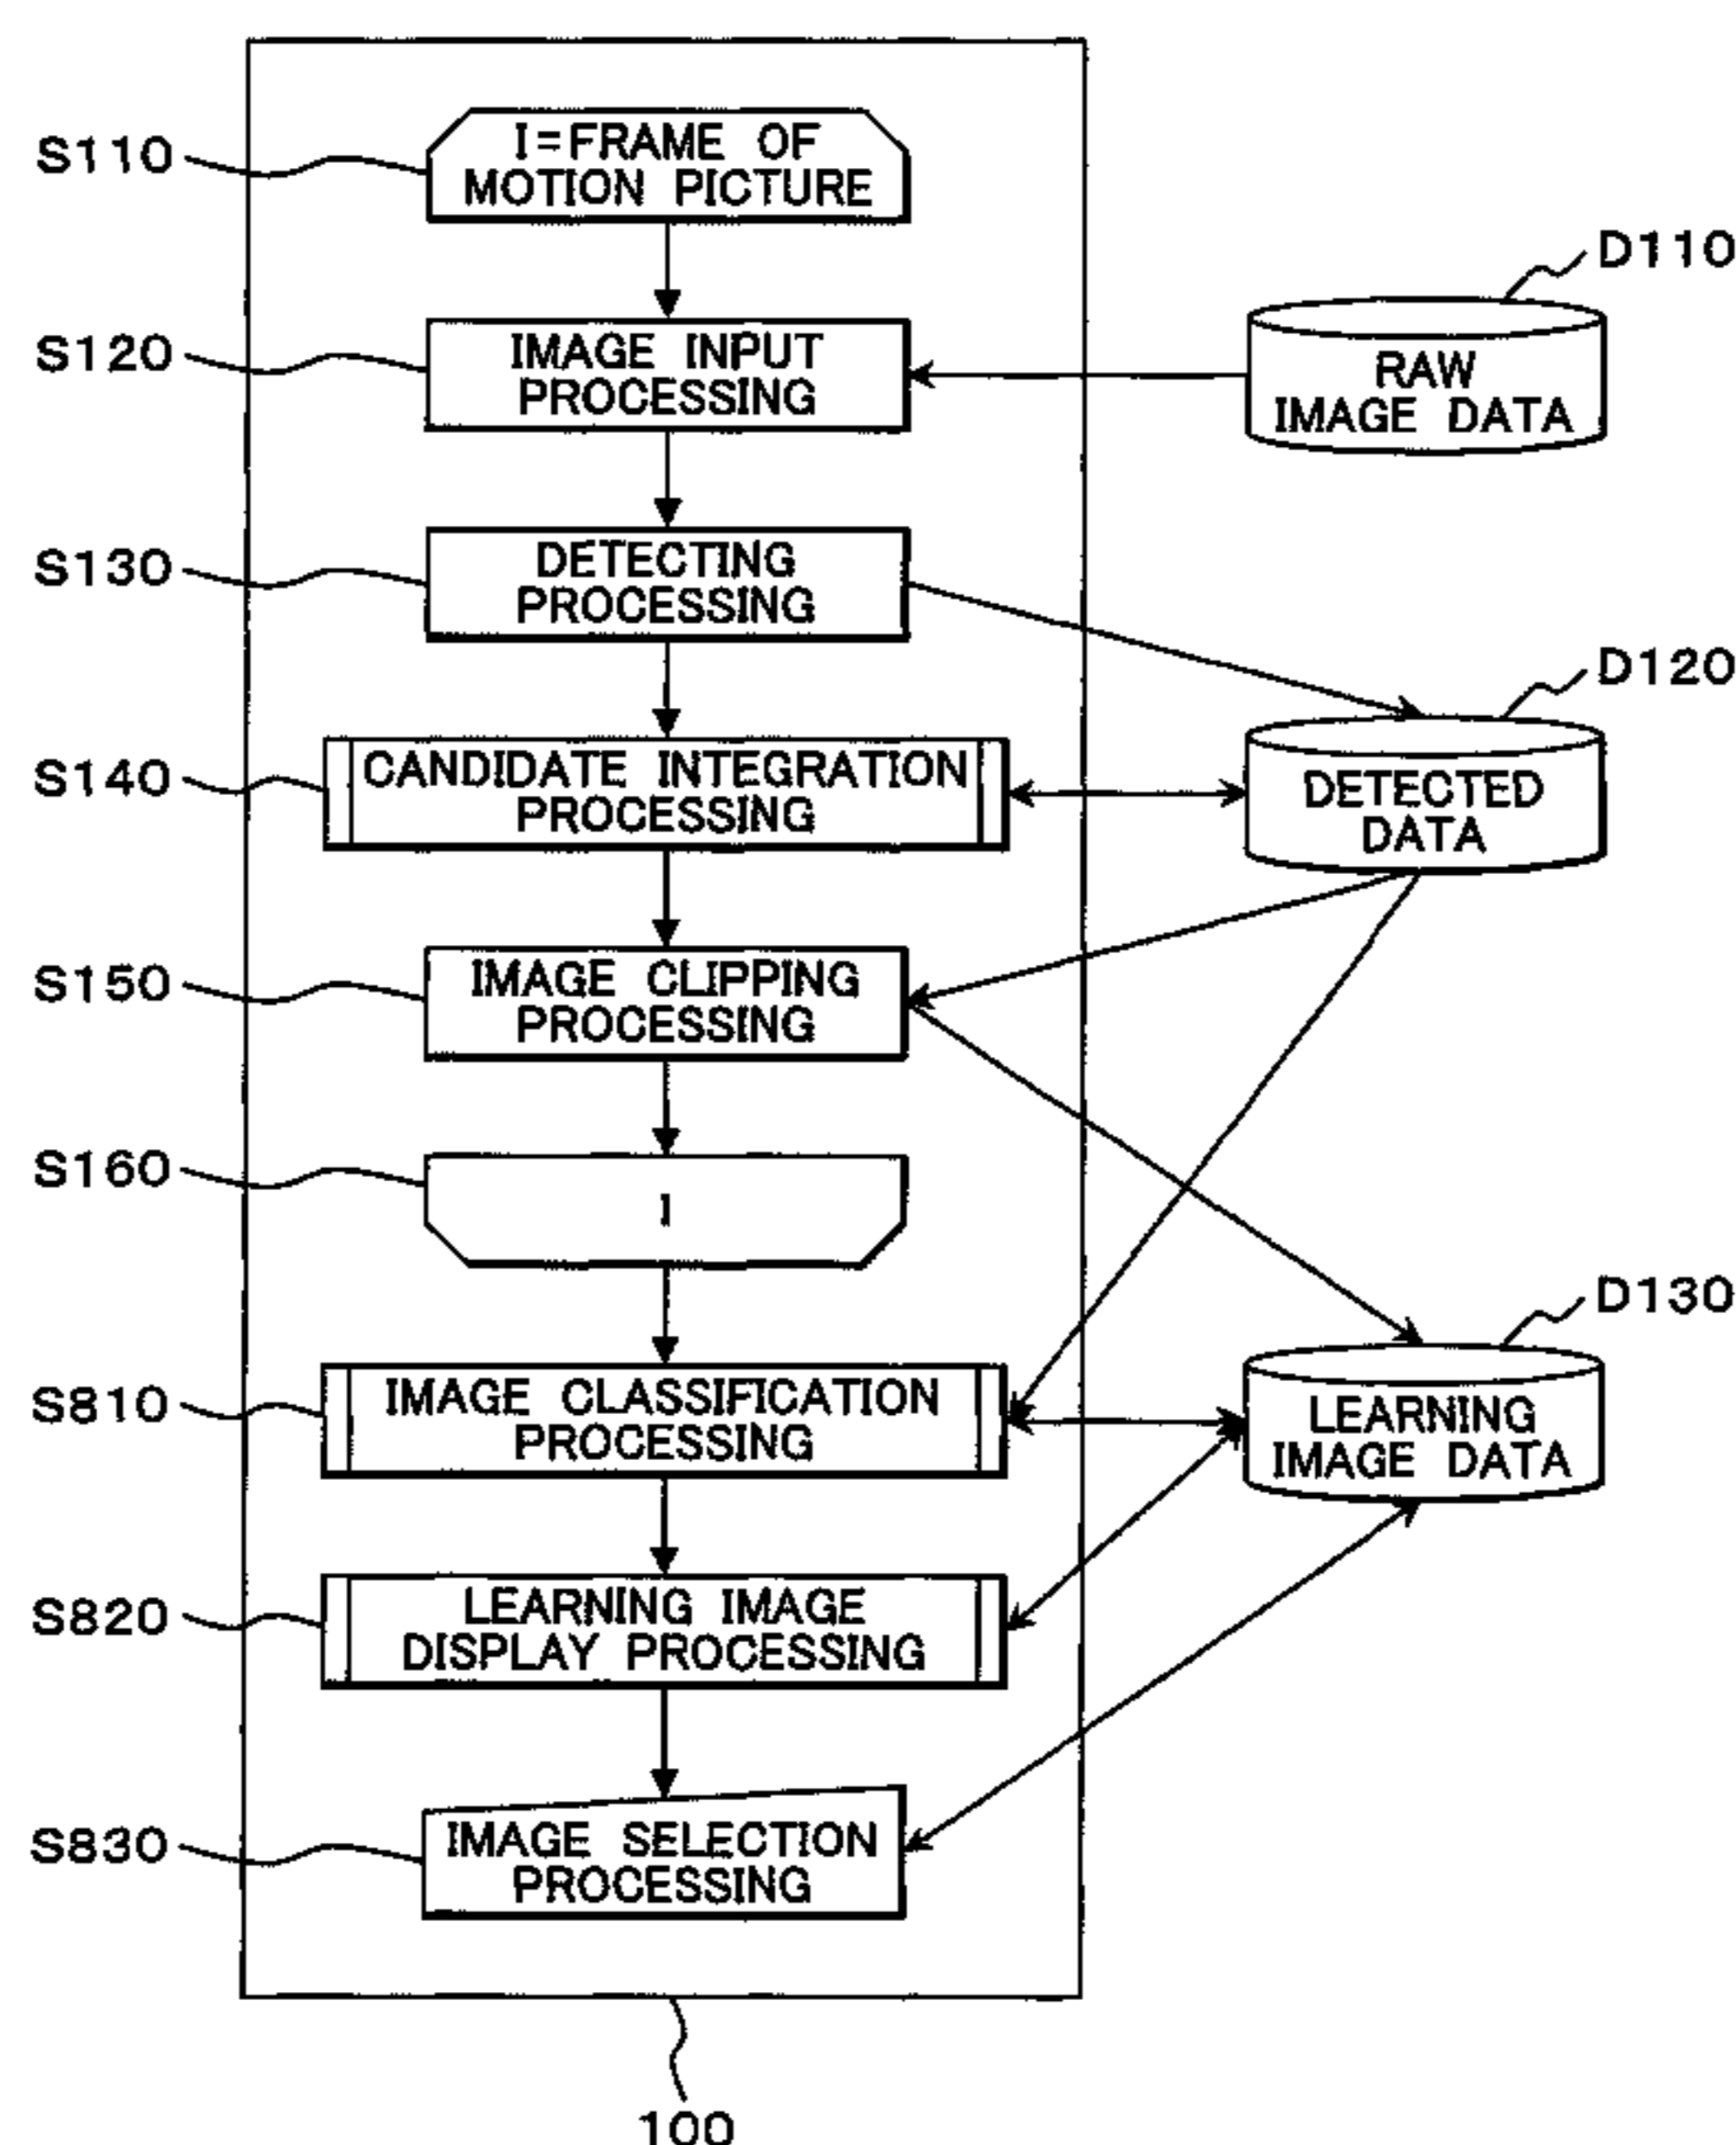 S110
I=FRAME OF
MOTION PICTURE
D110
S120
IMAGE INPUT
PROCESSING
RAW
IMAGE DATA
S130
DETECTING
PROCESSING
D120
S140
CANDIDATE INTEGRATION
PROCESSING
DETECTED
DATA
S150
IMAGE CLIPPING
PROCESSING
S160
I
D130
S810
IMAGE CLASSIFICATION
PROCESSING
LEARNING
IMAGE DATA
S820
LEARNING IMAGE
DISPLAY PROCESSING
S830
IMAGE SELECTION
PROCESSING
100